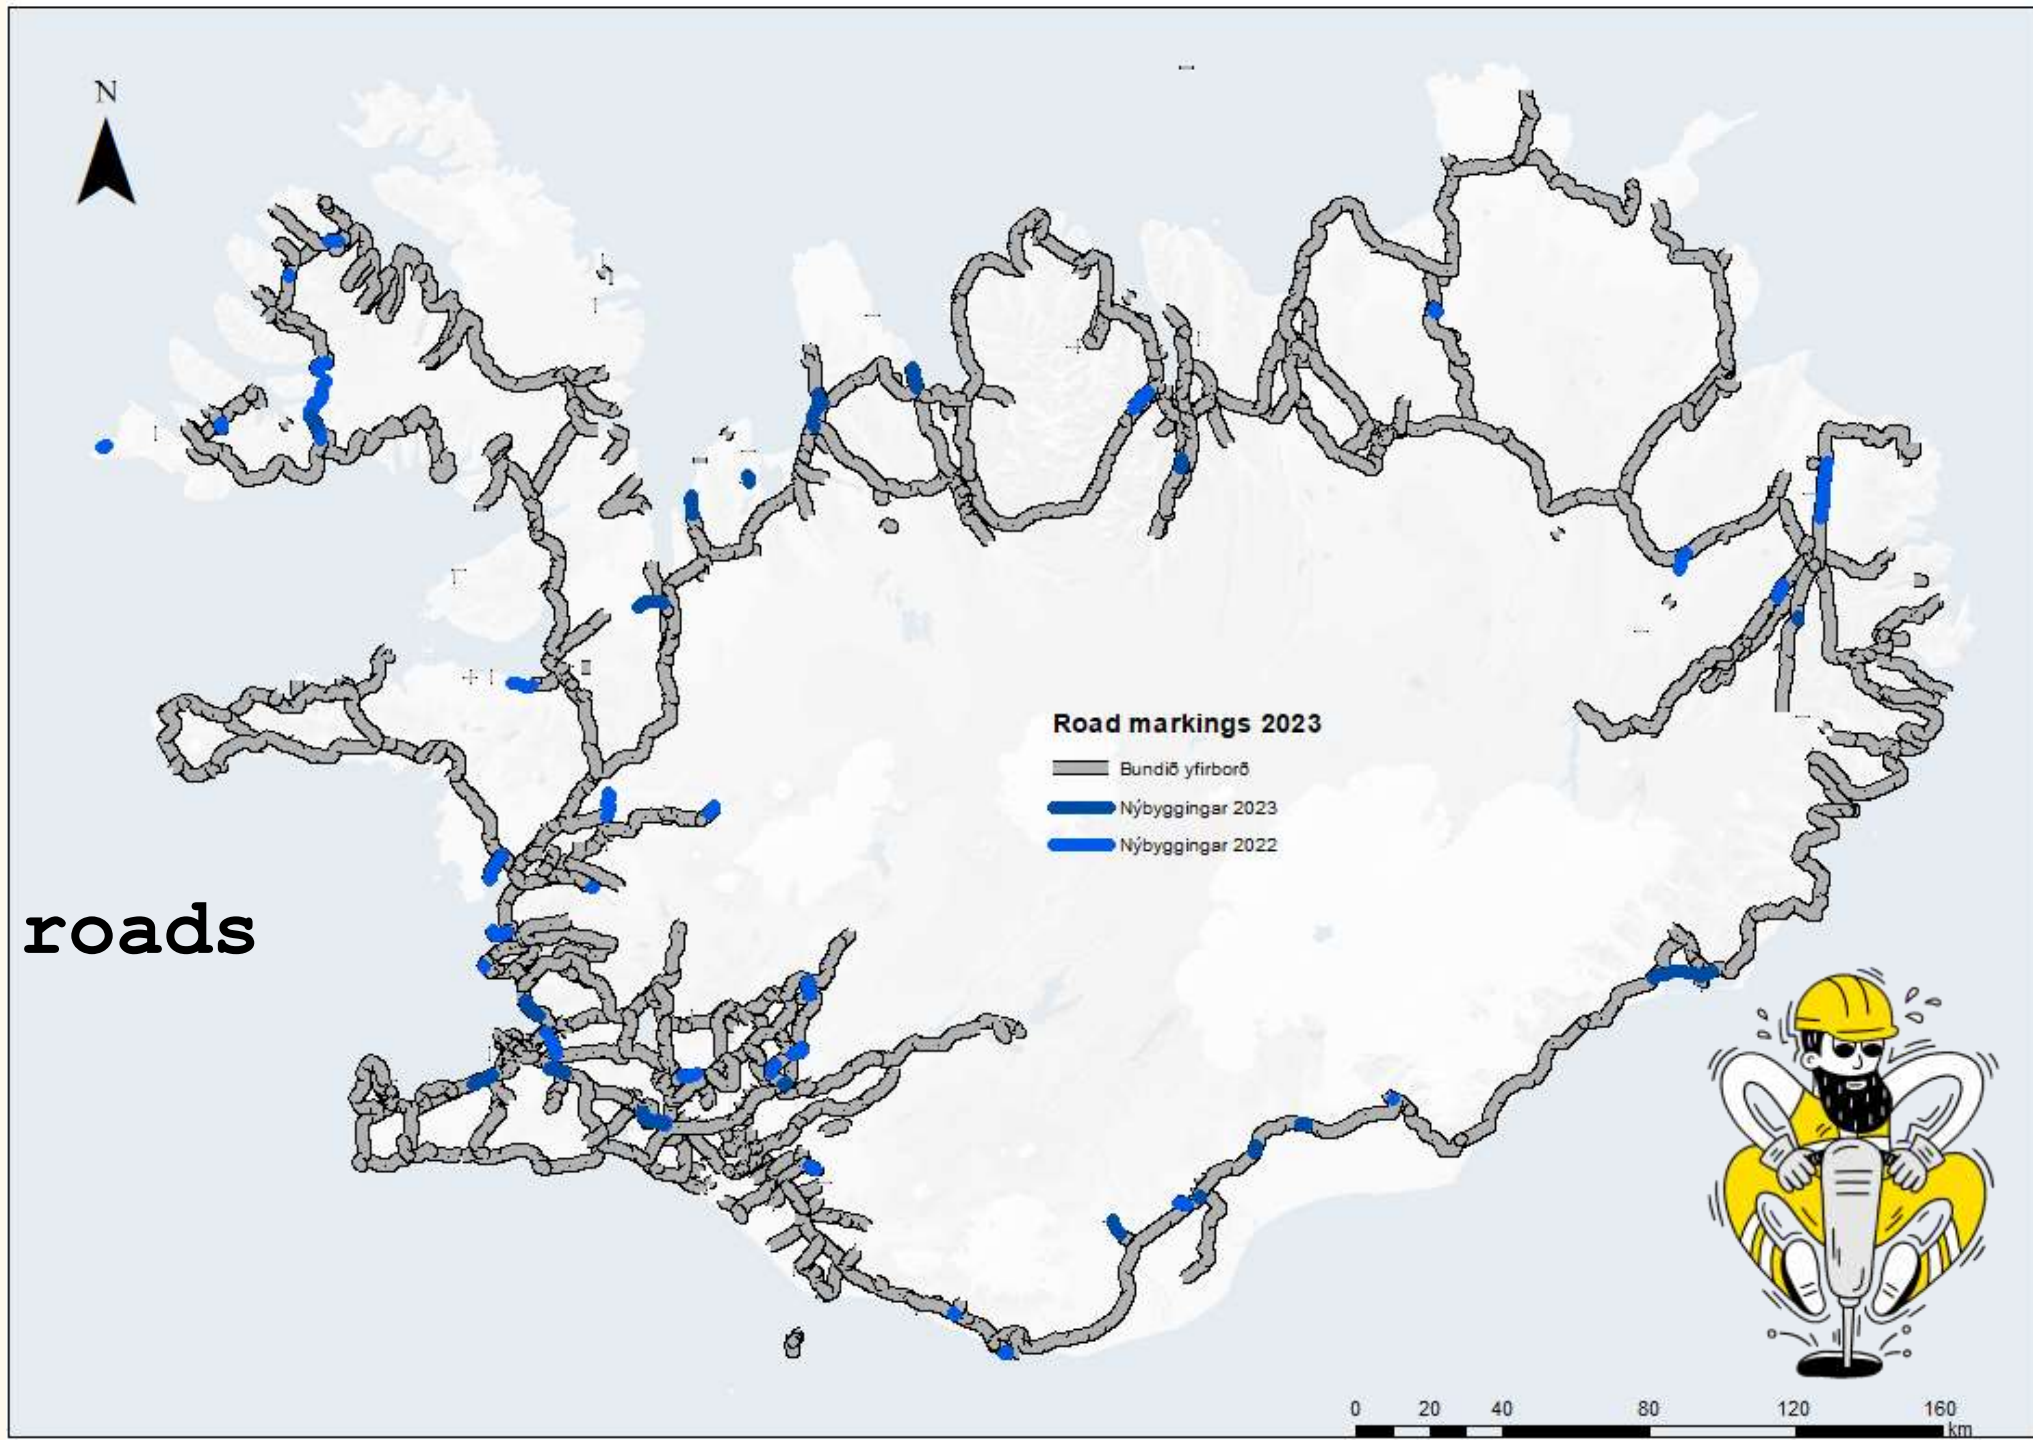 N
Road markings 2023
Bundið yfirborð
Nýbyggingar 2023
Nýbyggingar 2022
roads
0 20 40 80 120 160
km